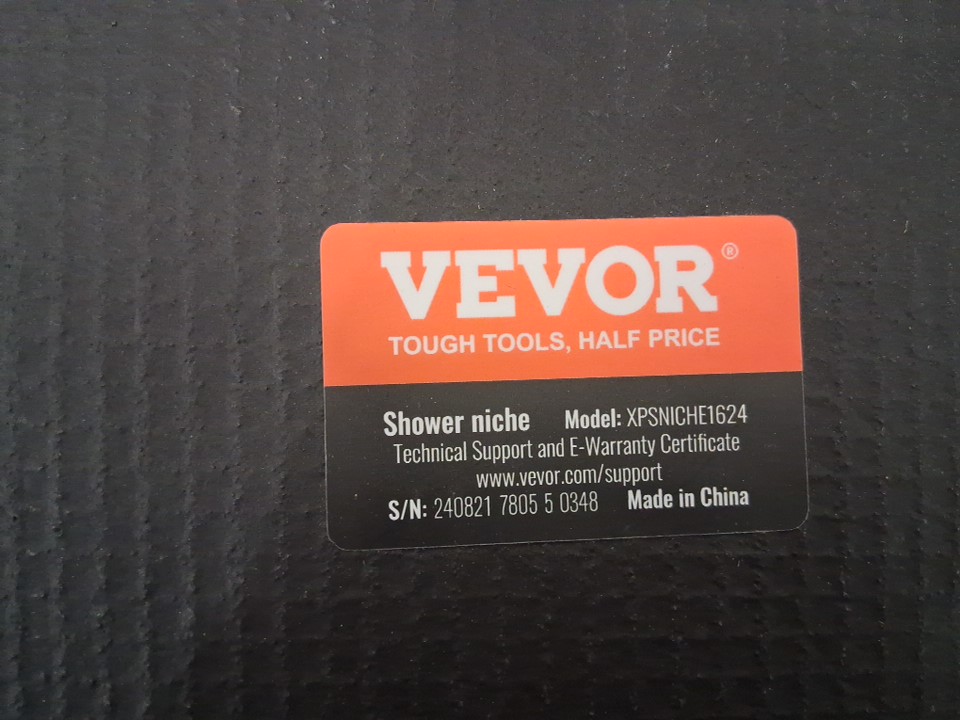 VEVOR®
TOUGH TOOLS, HALF PRICE
Shower niche Model: XPSNICHE1624
Technical Support and E-Warranty Certificate
www.vevor.com/support
S/N: 240821 7805 5 0348 Made in China